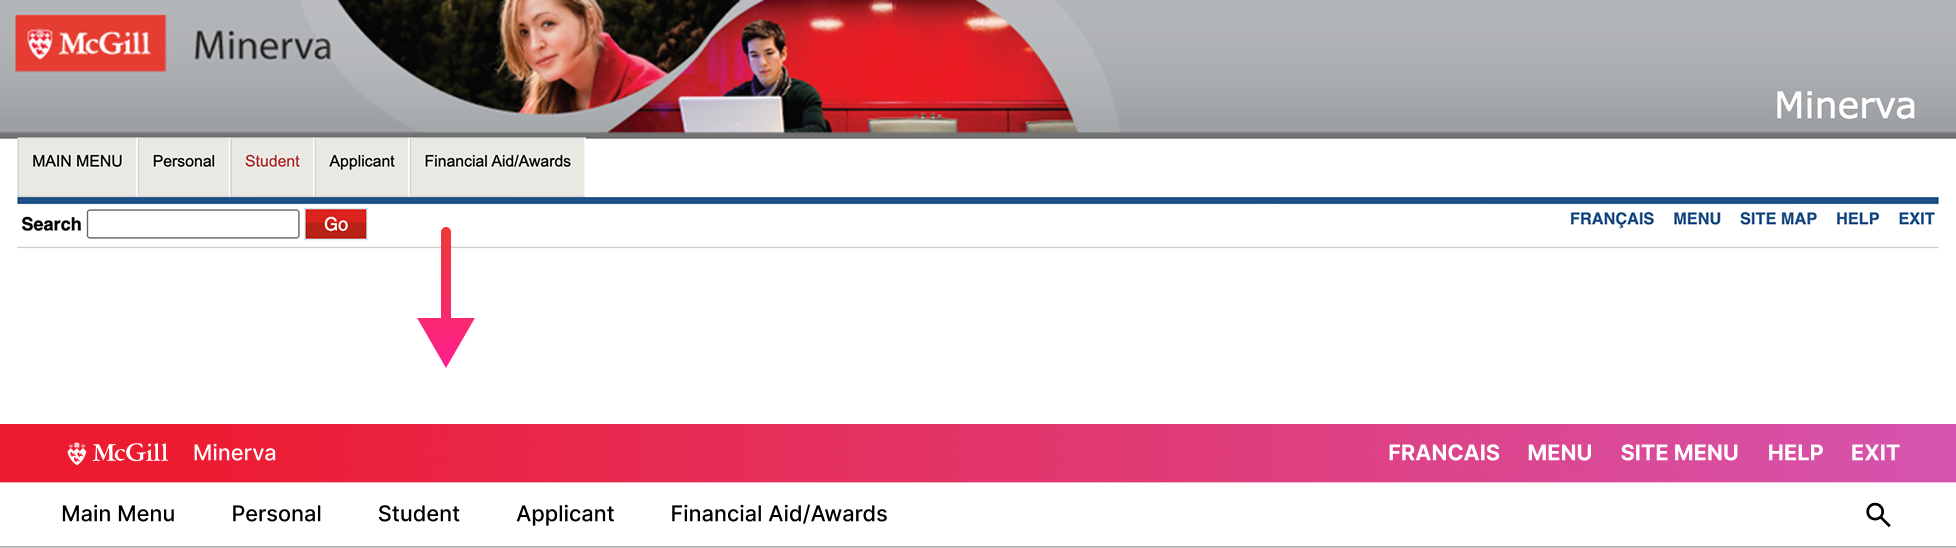 McGill Minerva
Minerva
MAIN MENU Personal Student Applicant Financial Aid/Awards
Search Go FRANÇAIS MENU SITE MAP HELP EXIT
McGill Minerva FRANCAIS MENU SITE MENU HELP EXIT
Main Menu Personal Student Applicant Financial Aid/Awards